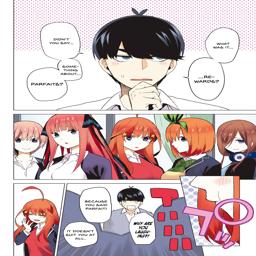 DIDN'T
YOU SAY...
SOME-
THING
ABOUT...
PARFAITS?
WHAT
WAS IT...
...RE-
WARDS?
BECAUSE
YOU SAID
PARFAIT!
IT DOESN'T
SUIT YOU AT
ALL...
WHY ARE
YOU
LAUGH-
ING?!